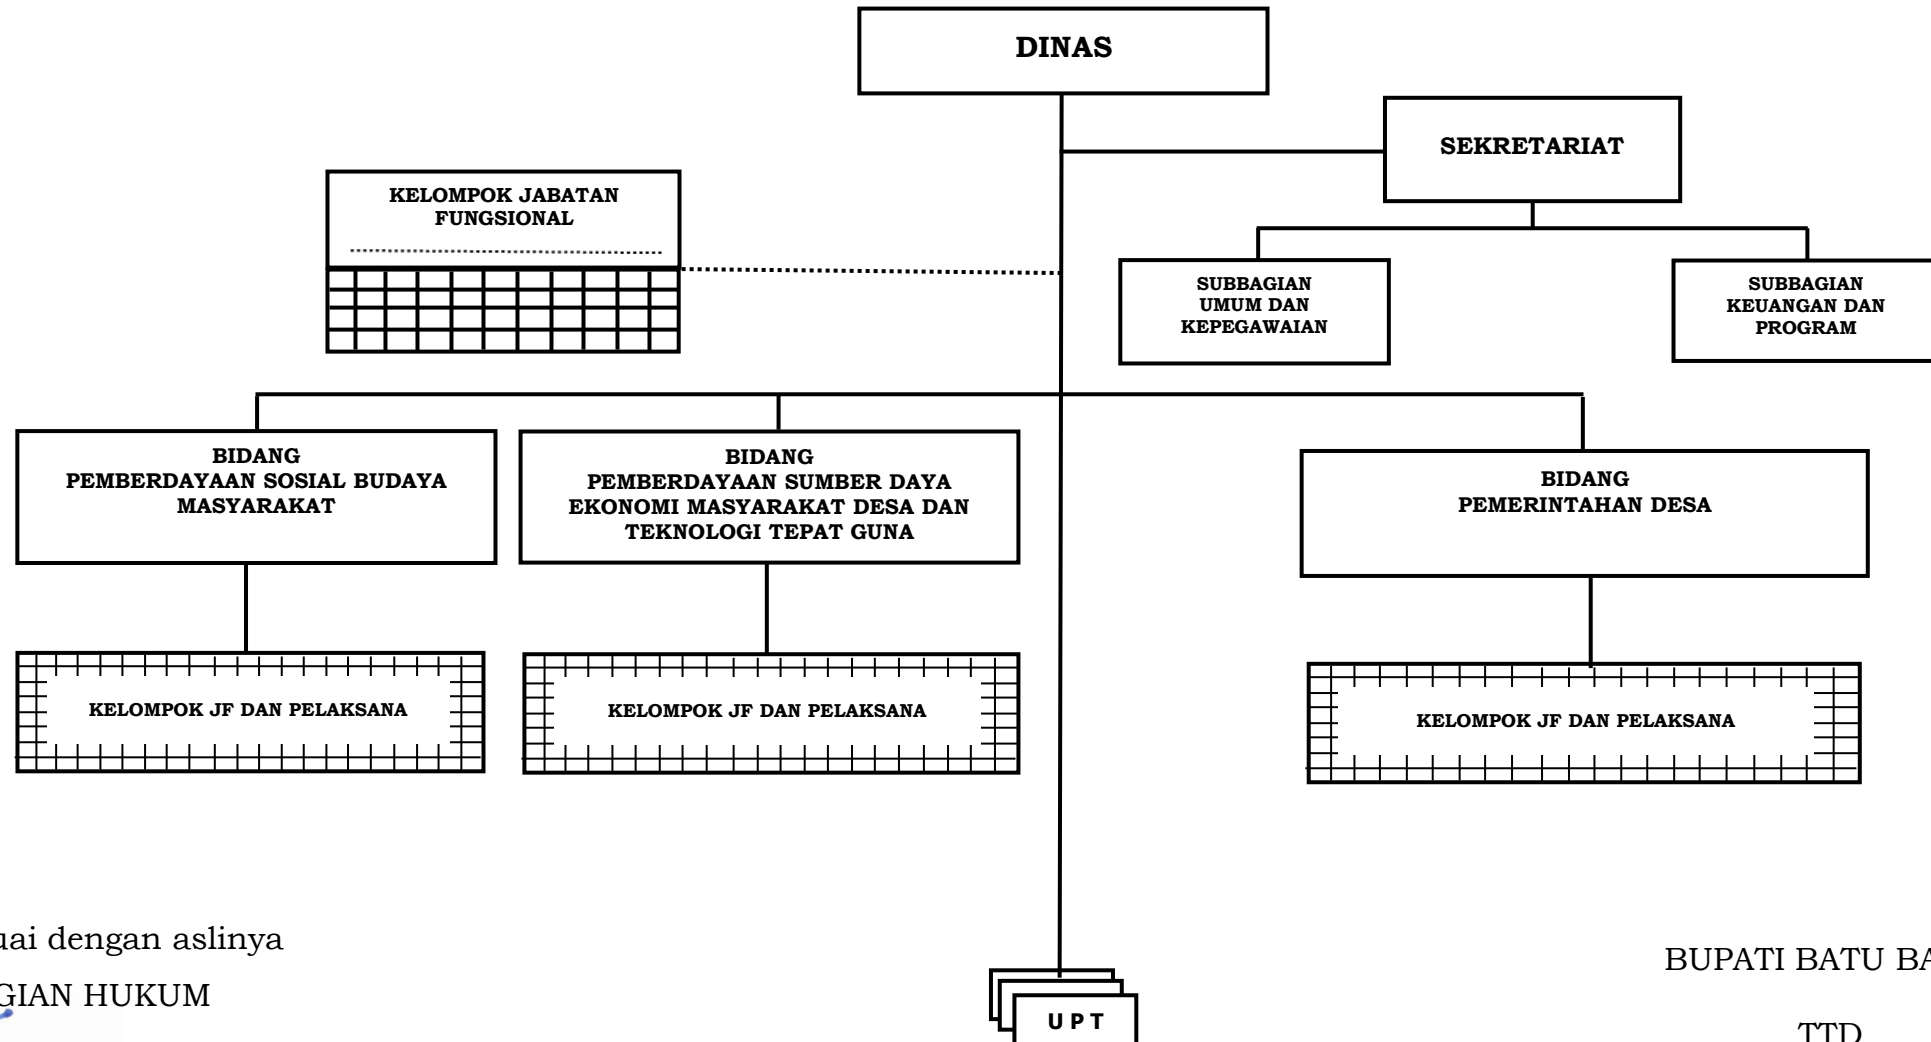 DINAS
SEKRETARIAT
KELOMPOK JABATAN
FUNGSIONAL
SUBBAGIAN
UMUM DAN
KEPEGAWAIAN
SUBBAGIAN
KEUANGAN DAN
PROGRAM
BIDANG
PEMBERDAYAAN SOSIAL BUDAYA
MASYARAKAT
BIDANG
PEMBERDAYAAN SUMBER DAYA
EKONOMI MASYARAKAT DESA DAN
TEKNOLOGI TEPAT GUNA
BIDANG
PEMERINTAHAN DESA
KELOMPOK JF DAN PELAKSANA
KELOMPOK JF DAN PELAKSANA
KELOMPOK JF DAN PELAKSANA
dengan aslinya
HUKUM
UPT
BUPATI BATU
TTD